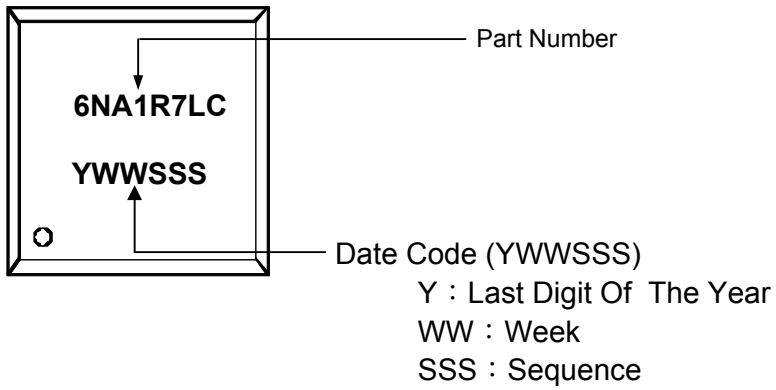 Part Number
6NA1R7LC
YWWSSS
Date Code (YWWSSS)
Y：Last Digit Of The Year
WW：Week
SSS：Sequence